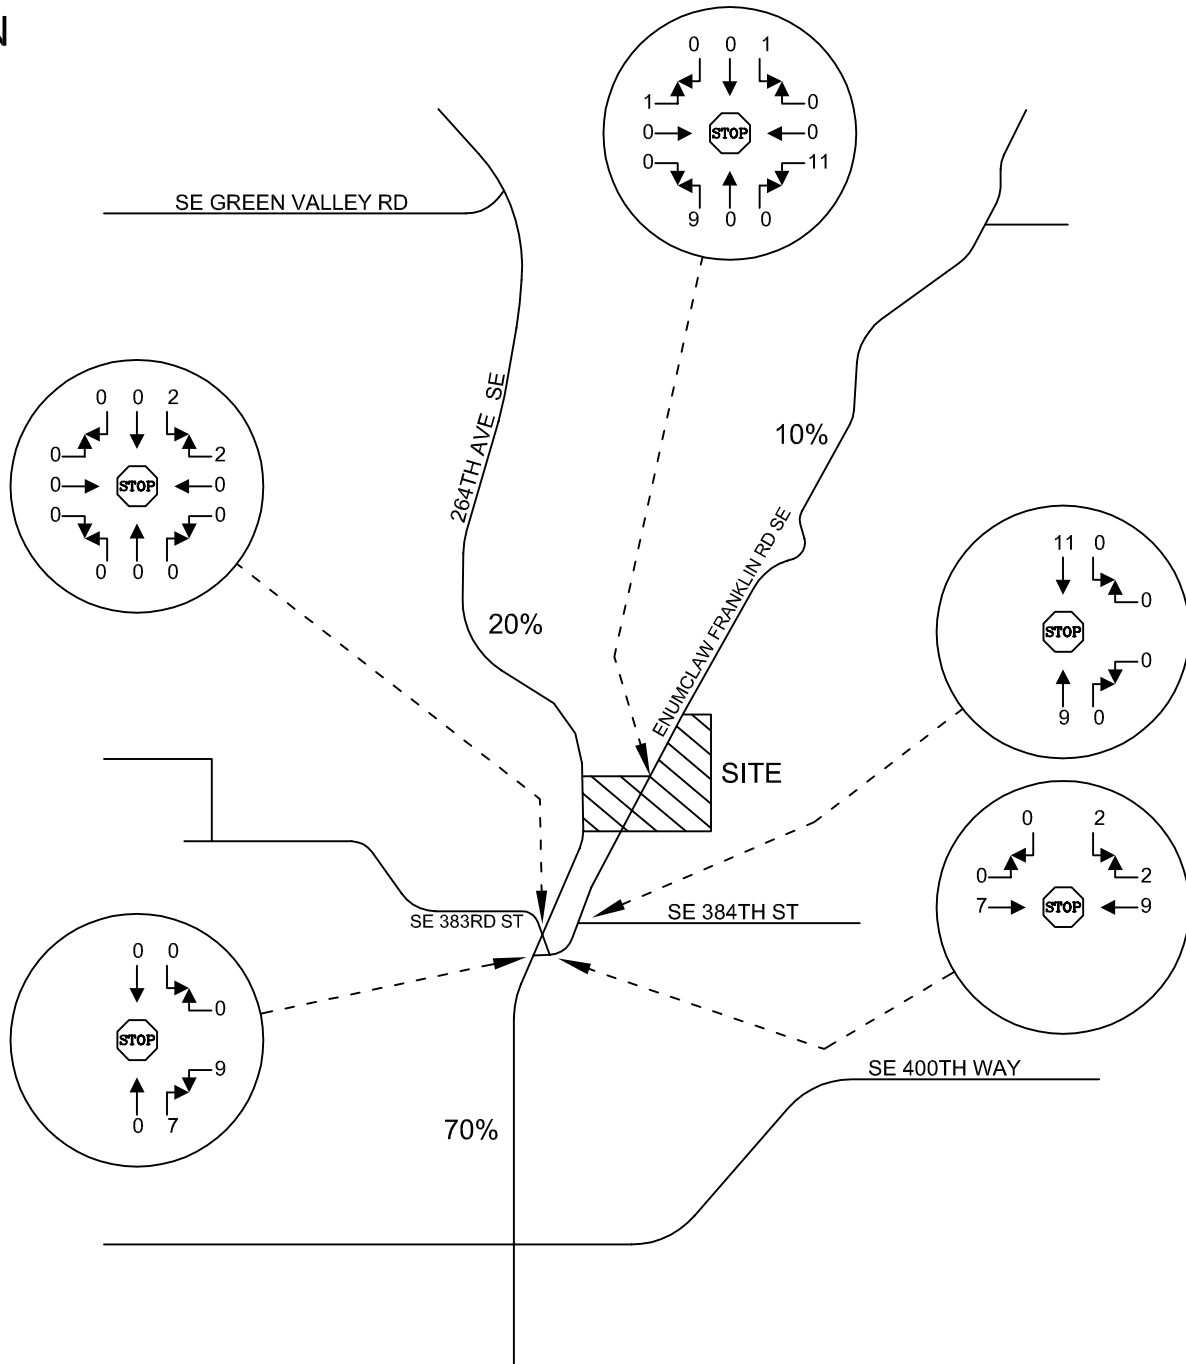 N
0 0 1
1 0
0 STOP 0
0 11
9 0 0
SE GREEN VALLEY RD
264TH AVE SE
10%
0 0 2
0 2
0 STOP 0
0 0
0 0 0
ENUMCLAW FRANKLIN RD SE
11 0
0
STOP
0
9 0
20%
SITE
0 2
0 2
7 STOP 9
SE 383RD ST
SE 384TH ST
0 0
0
STOP
9
0 7
SE 400TH WAY
70%